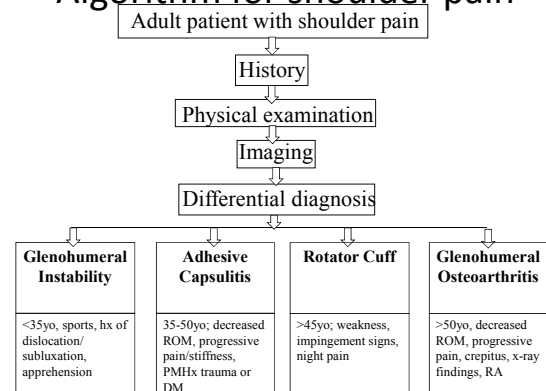 Algorithm for shoulder pain
Adult patient with shoulder pain
History
Physical examination
Imaging
Differential diagnosis
Glenohumeral
Instability
<35yo, sports, hx of
dislocation/
subluxation,
apprehension
Adhesive
Capsulitis
35-50yo; decreased
ROM, progressive
pain/stiffness,
PMHx trauma or
DM
Rotator Cuff
>45yo; weakness,
impingement signs,
night pain
Glenohumeral
Osteoarthritis
>50yo, decreased
ROM, progressive
pain, crepitus, x-ray
findings, RA